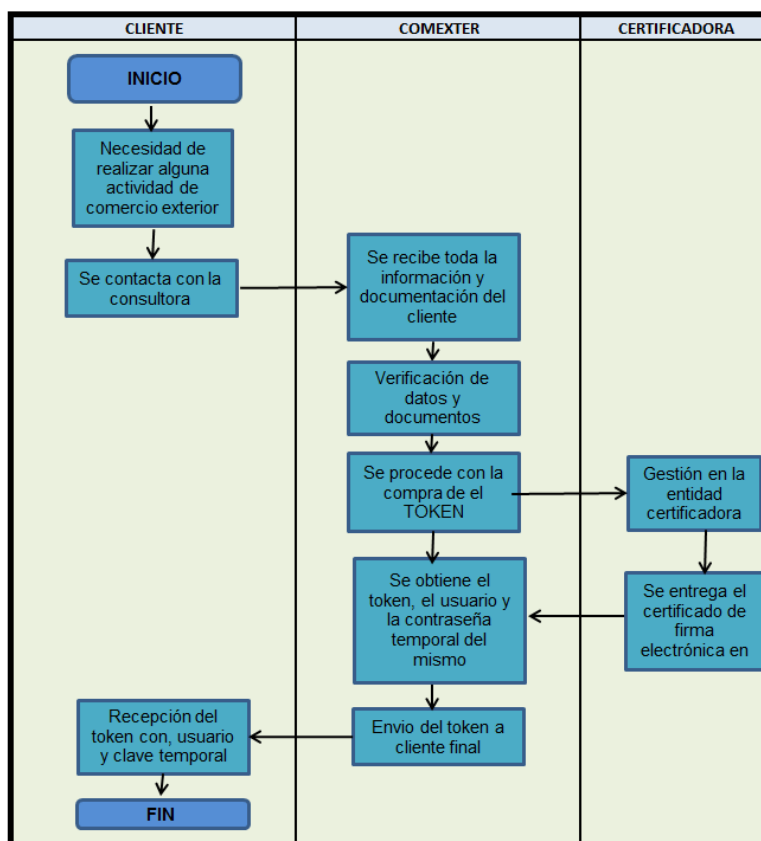 CLIENTE
COMEXTER
CERTIFICADORA
INICIO
Necesidad de
realizar alguna
actividad de
comercio exterior
Se contacta con la
consultora
Se recibe toda la
información y
documentación del
cliente
Verificación de
datos y
documentos
Se procede con la
compra de el
TOKEN
Gestión en la
entidad
certificadora
Se entrega el
certificado de
firma
electrónica en
Se obtiene el
token, el usuario y
la contraseña
temporal del
mismo
Envio del token a
cliente final
Recepción del
token con, usuario
y clave temporal
FIN